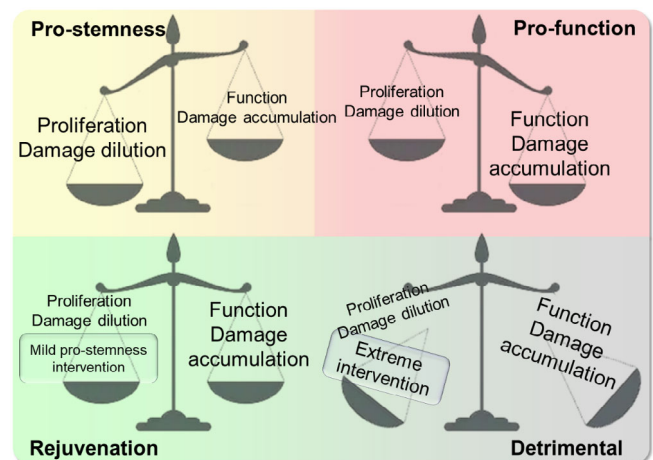 Pro-stemness
Proliferation
Damage dilution
Function
Damage accumulation
Pro-function
Proliferation
Damage dilution
Function
Damage
accumulation
Proliferation
Damage dilution
Mild pro-stemness
intervention
Function
Damage
accumulation
Rejuvenation
Proliferation
Damage dilution
Extreme
intervention
Function
Damage
accumulation
Detrimental